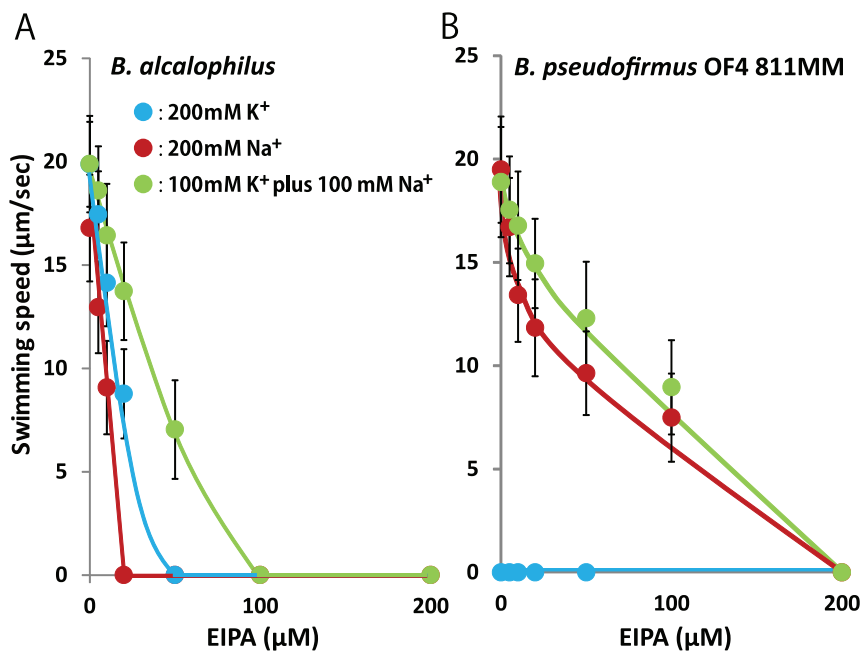 A
B
B. alcalophilus
B. pseudofirmus OF4 811MM
: 200mM K⁺
: 200mM Na⁺
: 100mM K⁺ plus 100 mM Na⁺
Swimming speed (μm/sec)
25
20
15
10
5
0
0
100
200
EIPA (μM)
25
20
15
10
5
0
0
100
200
EIPA (μM)